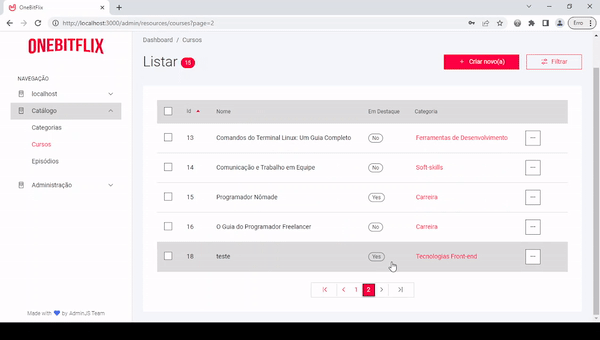 OneBitFlix
http://localhost:3000/admin/resources/courses?page=2
Erro
ONEBITFLIX
Dashboard / Cursos
Listar 15
+ Criar novo(a)
Filtrar
NAVEGAÇÃO
localhost
Catálogo
Categorias
Cursos
Episódios
Administração
Id Nome Em Destaque Categoria
13 Comandos do Terminal Linux: Um Guia Completo No Ferramentas de Desenvolvimento
14 Comunicação e Trabalho em Equipe No Soft-skills
15 Programador Nômade Yes Carreira
16 O Guia do Programador Freelancer No Carreira
18 teste Yes Tecnologias Front-end
1 2
Made with 💙 by AdminJS Team